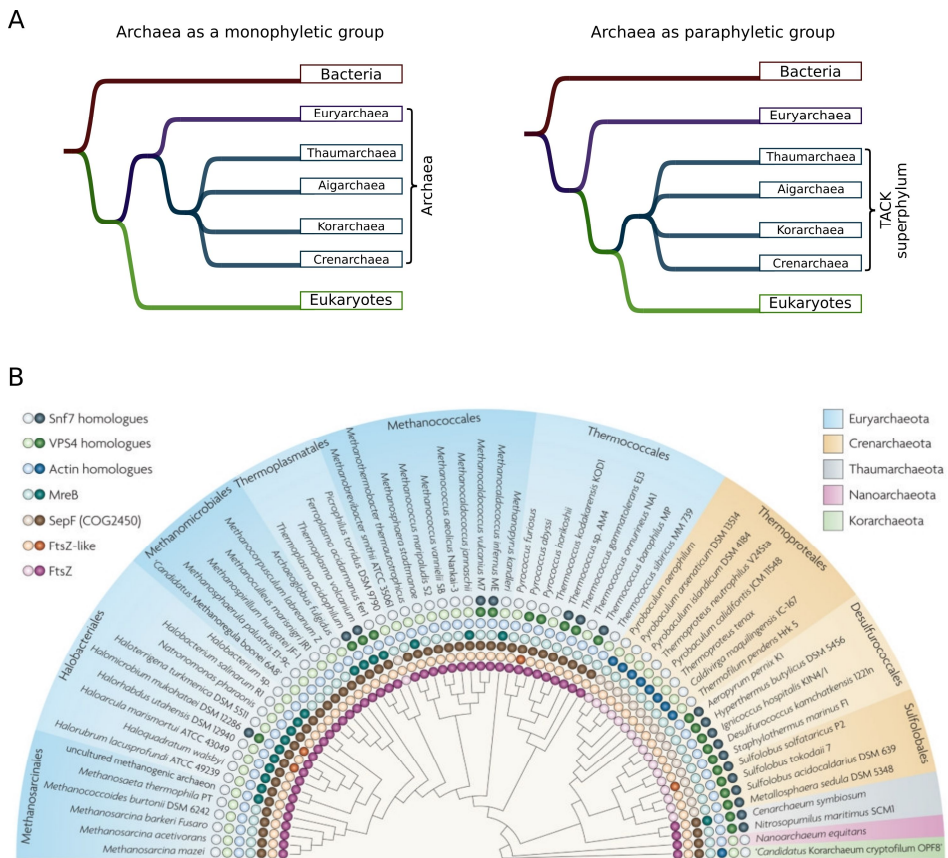 A
Archaea as a monophyletic group
Bacteria
Euryarchaea
Thaumarchaea
Aigarchaea
Korarchaea
Crenarchaea
Eukaryotes
Archaea
Archaea as paraphyletic group
Bacteria
Euryarchaea
Thaumarchaea
Aigarchaea
Korarchaea
Crenarchaea
Eukaryotes
TACK
superphylum
B
Snf7 homologues
VPS4 homologues
Actin homologues
MreB
SepF (COG2450)
FtsZ-like
FtsZ
Euryarchaeota
Crenarchaeota
Thaumarchaeota
Nanoarchaeota
Korarchaeota
Methanosarcinales
Halobacteriales
Methanomicrobiales
Thermoplasmatales
Methanococcales
Thermococcales
Thermoproteales
Desulfurococcales
Sulfolobales
Methanosarcina mazei
Methanosarcina acetivorans
Methanosarcina barkeri Fusaro
Methanococcoides burtonii DSM 6242
Methanosaeta thermophila PT
uncultured methanogenic archaeon
Halorubrum lacusprofundi ATCC 49239
Haloquadratum walsbyi
Haloarcula marismortui ATCC 43049
Halorhabdus utahensis DSM 12940
Halomicrobium mukohataei DSM 12286
Haloterrigena turkmenica DSM 5511
Natronomonas pharaonis
Halobacterium salinarum R1
Halobacterium sp.
'Candidatus Methanoregula boonei' 6A8
Methanosphaerula palustris E1-9c
Methanospirillum hungatei JF-1
Methanoculleus marisnigri JR1
Methanocorpusculum labreanum Z
Archaeoglobus fulgidus
Thermoplasma acidophilum
Thermoplasma volcanium
Ferroplasma acidarmanus fer1
Picrophilus torridus DSM 9790
Methanobrevibacter smithii ATCC 35061
Methanothermobacter thermautotrophicus
Methanosphaera stadtmanae
Methanococcus maripaludis S2
Methanococcus vannielii SB
Methanococcus aeolicus Nankai-3
Methanocaldococcus jannaschii
Methanocaldococcus vulcanius M7
Methanocaldococcus infernus ME
Methanopyrus kandleri
Pyrococcus furiosus
Pyrococcus abyssi
Pyrococcus horikoshii
Thermococcus kodakarensis KOD1
Thermococcus sp. AM4
Thermococcus gammatolerans EJ3
Thermococcus onnurineus NA1
Thermococcus barophilus MP
Thermococcus sibiricus MM 739
Pyrobaculum aerophilum
Pyrobaculum arsenaticum DSM 13514
Pyrobaculum islandicum DSM 4184
Thermoproteus neutrophilus V24Sta
Pyrobaculum calidifontis JCM 11548
Thermoproteus tenax
Caldivirga maquilingensis IC-167
Thermofilum pendens Hrk 5
Aeropyrum pernix K1
Hyperthermus butylicus DSM 5456
Ignicoccus hospitalis KIN4/I
Desulfurococcus kamchatkensis 1221n
Staphylothermus marinus F1
Sulfolobus solfataricus P2
Sulfolobus tokodaii 7
Sulfolobus acidocaldarius DSM 639
Metallosphaera sedula DSM 5348
Cenarchaeum symbiosum
Nitrosopumilus maritimus SCM1
Nanoarchaeum equitans
'Candidatus Korarchaeum cryptofilum OPF8'